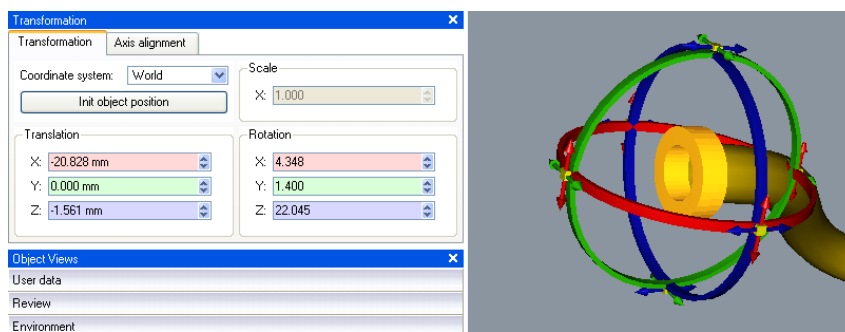 Transformation
Transformation Axis alignment
Coordinate system: World
Init object position
Scale
X: 1.000
Translation
X: -20.828 mm
Y: 0.000 mm
Z: -1.561 mm
Rotation
X: 4.348
Y: 1.400
Z: 22.045
Object Views
User data
Review
Environment